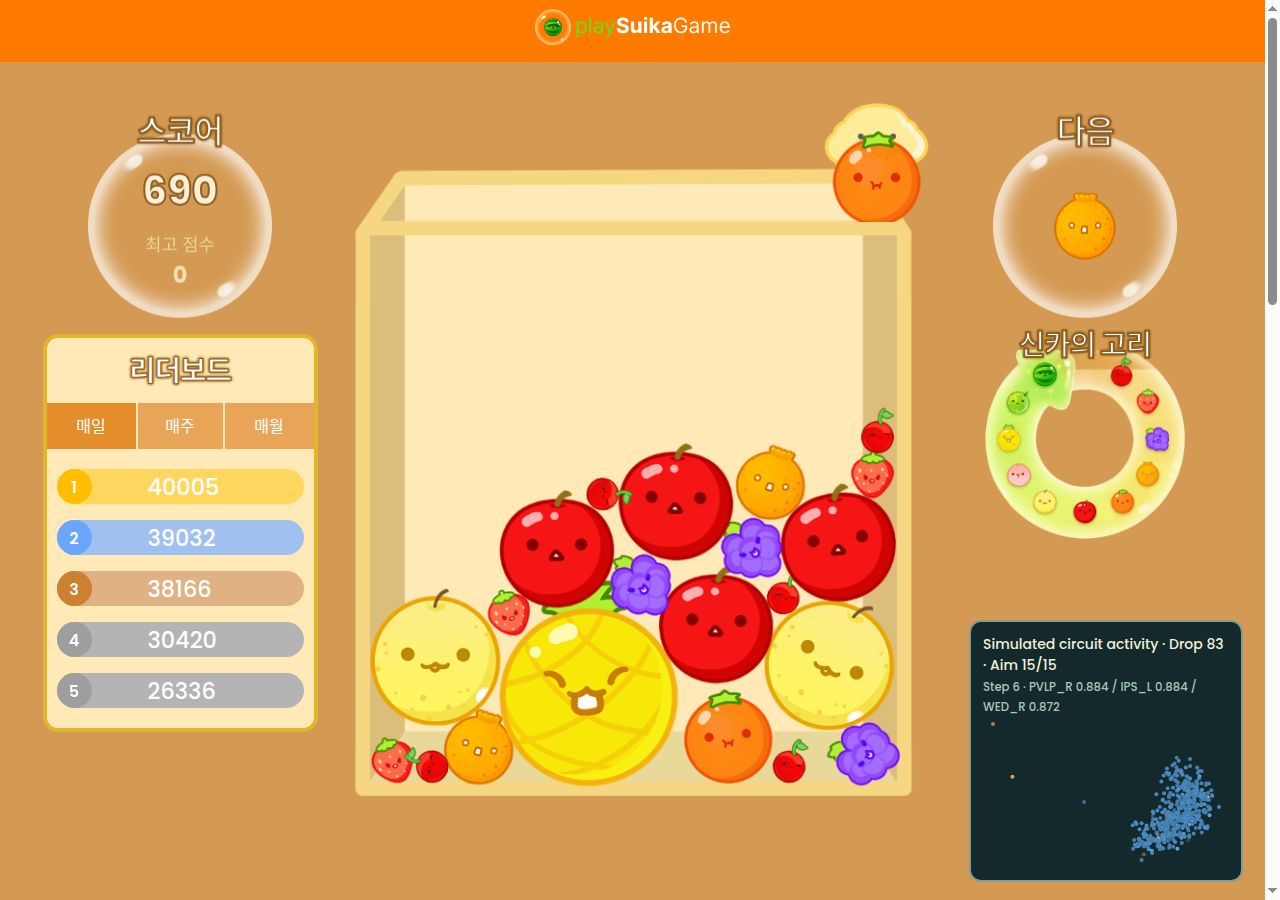 playSuikaGame
스코어
690
최고 점수
0
리더보드
매일 매주 매월
1 40005
2 39032
3 38166
4 30420
5 26336
다음
신카의 고리
Simulated circuit activity · Drop 83
· Aim 15/15
Step 6 · PVLP_R 0.884 / IPS_L 0.884 /
WED_R 0.872